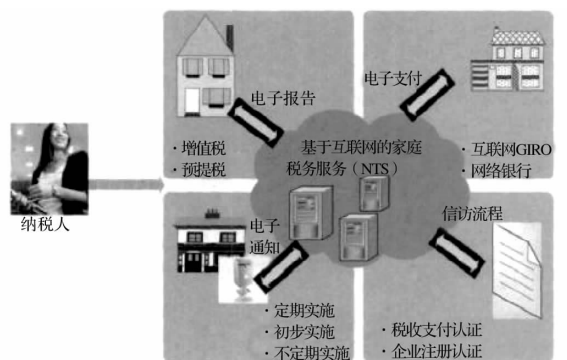 电子报告
· 增值税
· 预提税
电子支付
· 互联网GIRO
· 网络银行
基于互联网的家庭
税务服务（NTS）
纳税人
电子
通知
· 定期实施
· 初步实施
· 不定期实施
信访流程
· 税收支付认证
· 企业注册认证